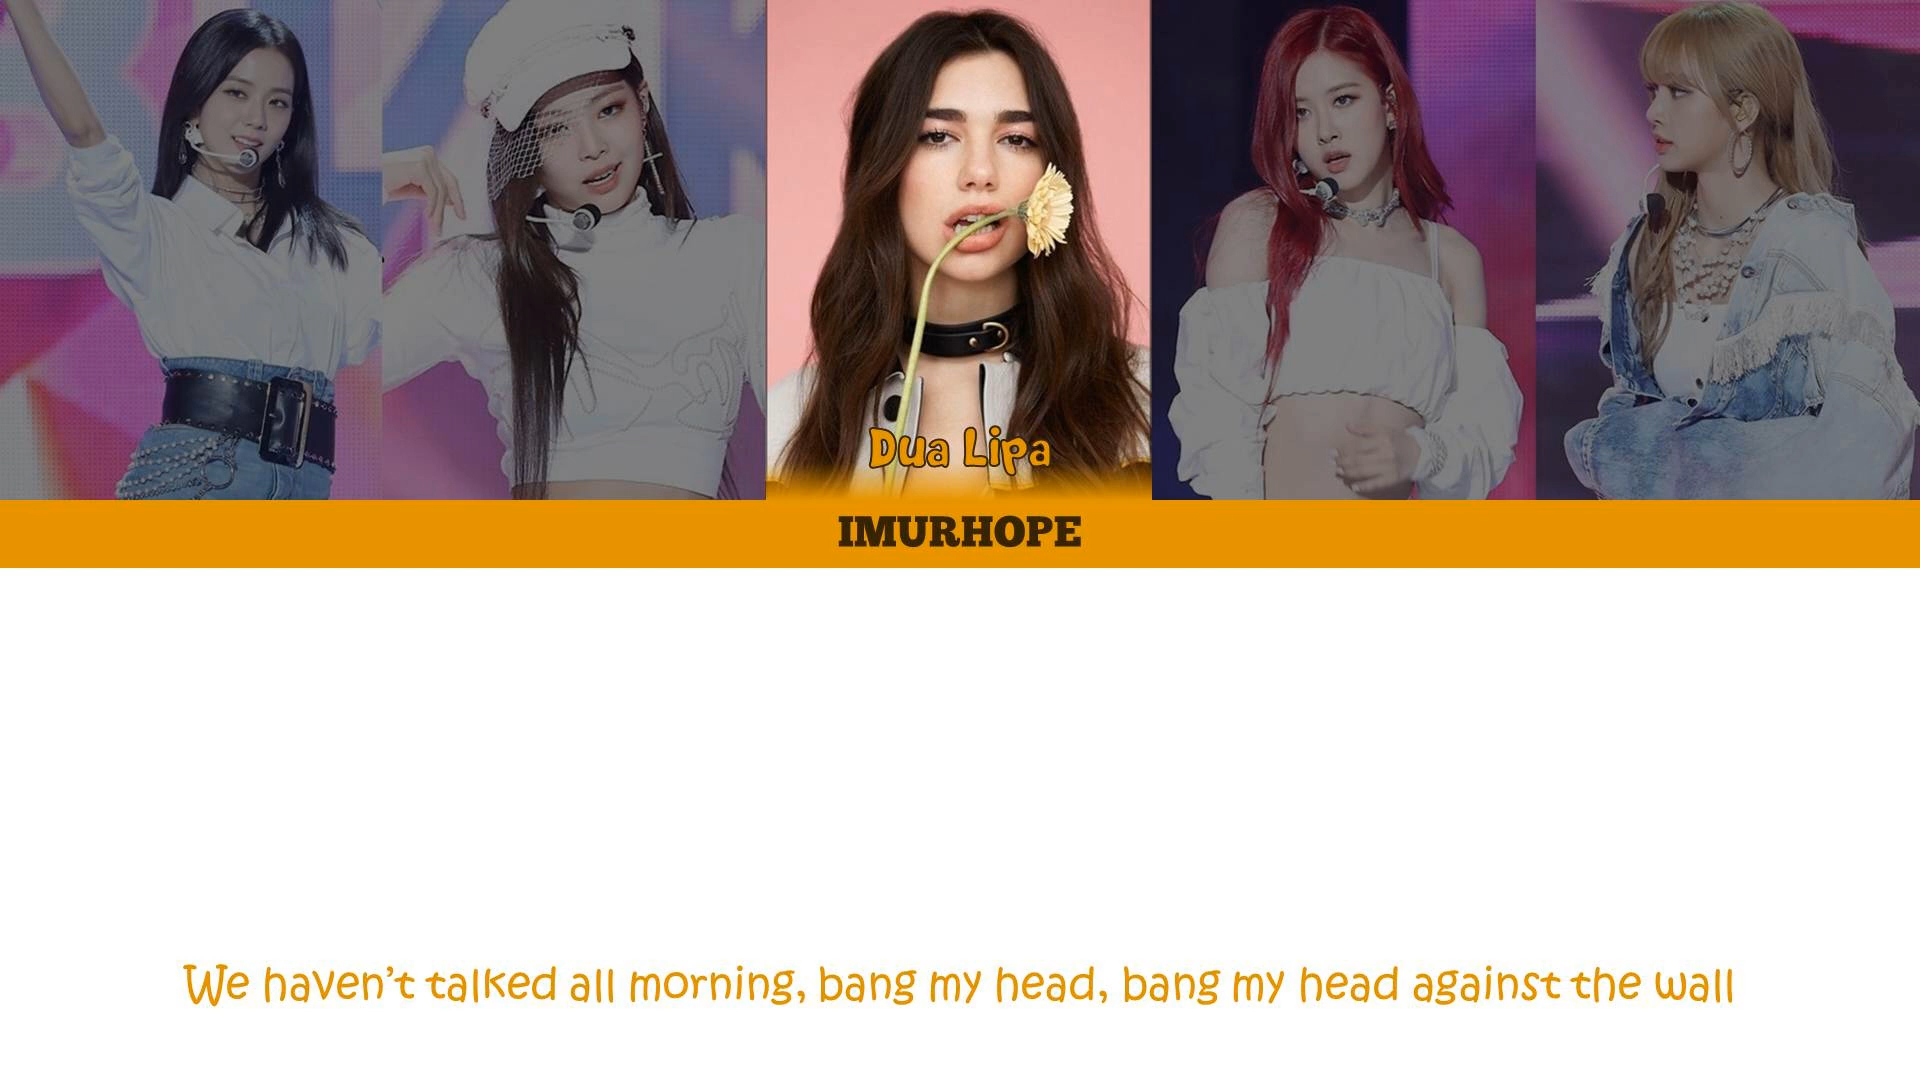 Dua Lipa
IMURHOPE
We haven't talked all morning, bang my head, bang my head against the wall